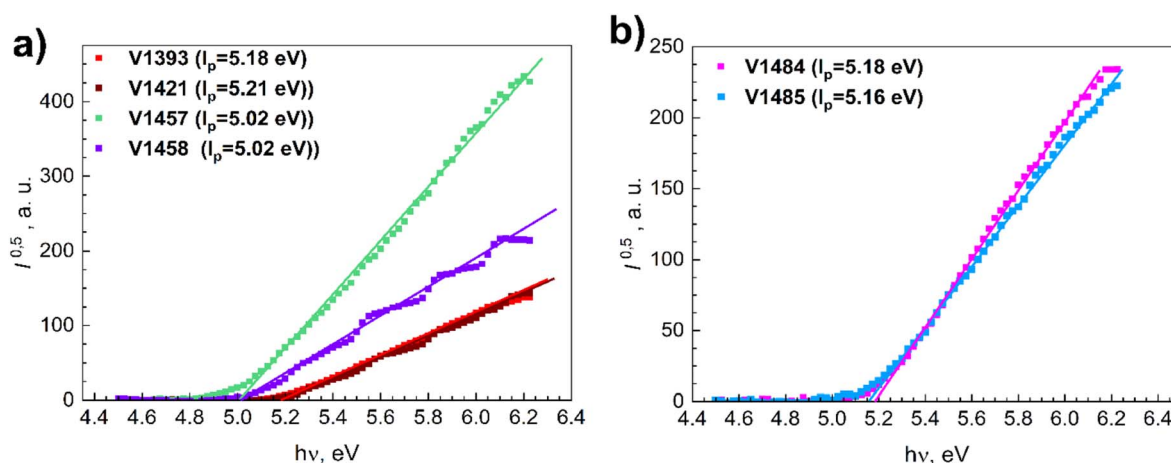 a)
V1393 (Ip=5.18 eV)
V1421 (Ip=5.21 eV)
V1457 (Ip=5.02 eV))
V1458 (Ip=5.02 eV))
I 0,5, a. u.
400
300
200
100
0
4.4 4.6 4.8 5.0 5.2 5.4 5.6 5.8 6.0 6.2 6.4
hν, eV
b)
V1484 (Ip=5.18 eV)
V1485 (Ip=5.16 eV)
I 0,5, a. u.
250
200
150
100
50
0
4.4 4.6 4.8 5.0 5.2 5.4 5.6 5.8 6.0 6.2 6.4
hν, eV